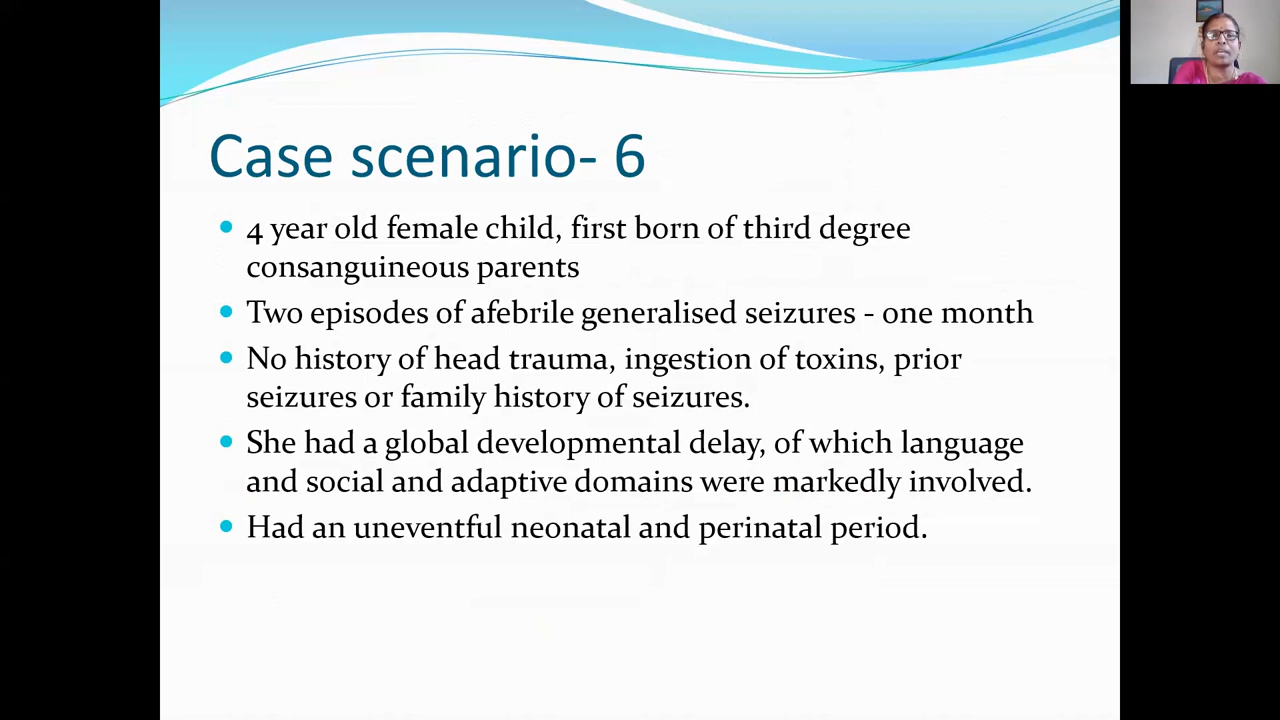 Case scenario- 6
4 year old female child, first born of third degree
consanguineous parents
Two episodes of afebrile generalised seizures - one month
No history of head trauma, ingestion of toxins, prior
seizures or family history of seizures.
She had a global developmental delay, of which language
and social and adaptive domains were markedly involved.
Had an uneventful neonatal and perinatal period.